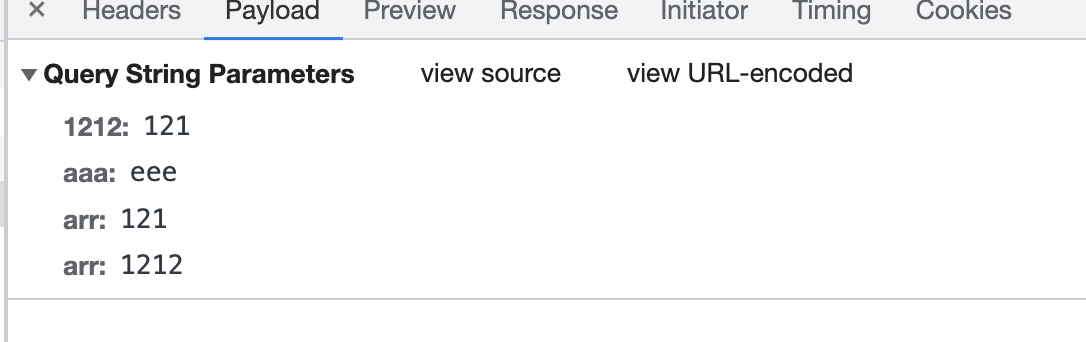 × Headers Payload Preview Response Initiator Timing Cookies
▼ Query String Parameters view source view URL-encoded
1212: 121
aaa: eee
arr: 121
arr: 1212